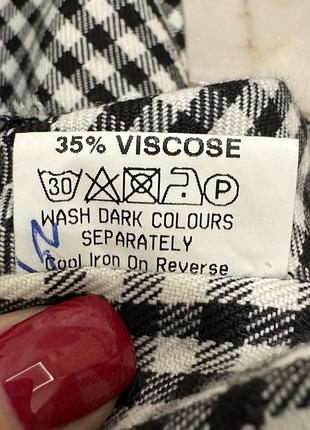 35% VISCOSE
30 P
WASH DARK COLOURS
SEPARATELY
Cool Iron On Reverse